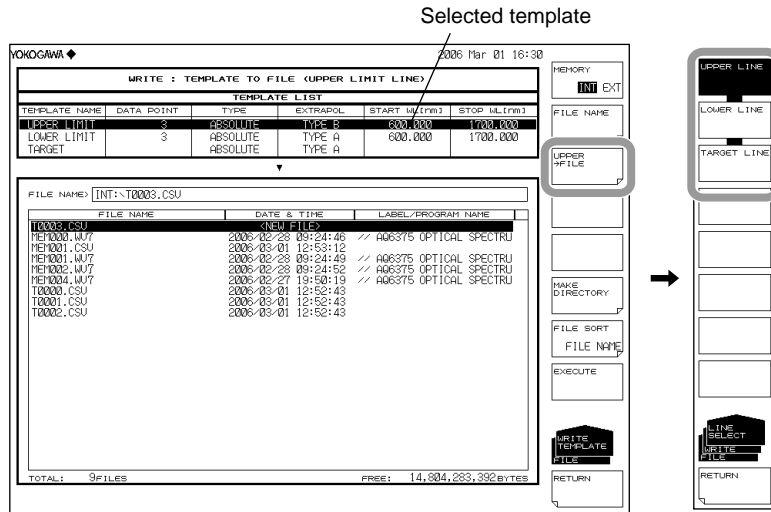 Selected template
YOKOGAWA ◆ 2006 Mar 01 16:30
WRITE : TEMPLATE TO FILE (UPPER LIMIT LINE)
TEMPLATE LIST
TEMPLATE NAME DATA POINT TYPE EXTRAPOL START WL[nm] STOP WL[nm]
UPPER LIMIT 3 ABSOLUTE TYPE B 600.000 1700.000
LOWER LIMIT 3 ABSOLUTE TYPE A 600.000 1700.000
TARGET ABSOLUTE TYPE A
▼
FILE NAME> INT:\T0003.CSV
FILE NAME DATE & TIME LABEL/PROGRAM NAME
T0003.CSV <NEW FILE>
MEM000.WV7 2006/02/28 09:24:46 // AQ6375 OPTICAL SPECTRU
MEM001.CSV 2006/03/01 12:53:12
MEM001.WV7 2006/02/28 09:24:49 // AQ6375 OPTICAL SPECTRU
MEM002.WV7 2006/02/28 09:24:52 // AQ6375 OPTICAL SPECTRU
MEM004.WV7 2006/02/27 19:50:19 // AQ6375 OPTICAL SPECTRU
T0000.CSV 2006/03/01 12:52:43
T0001.CSV 2006/03/01 12:52:43
T0002.CSV 2006/03/01 12:52:43
TOTAL: 9FILES FREE: 14,804,283,392BYTES
MEMORY
INT EXT
FILE NAME
UPPER
→FILE
MAKE
DIRECTORY
FILE SORT
FILE NAME
EXECUTE
WRITE
TEMPLATE
FILE
RETURN
UPPER LINE
LOWER LINE
TARGET LINE
LINE
SELECT
WRITE
FILE
RETURN